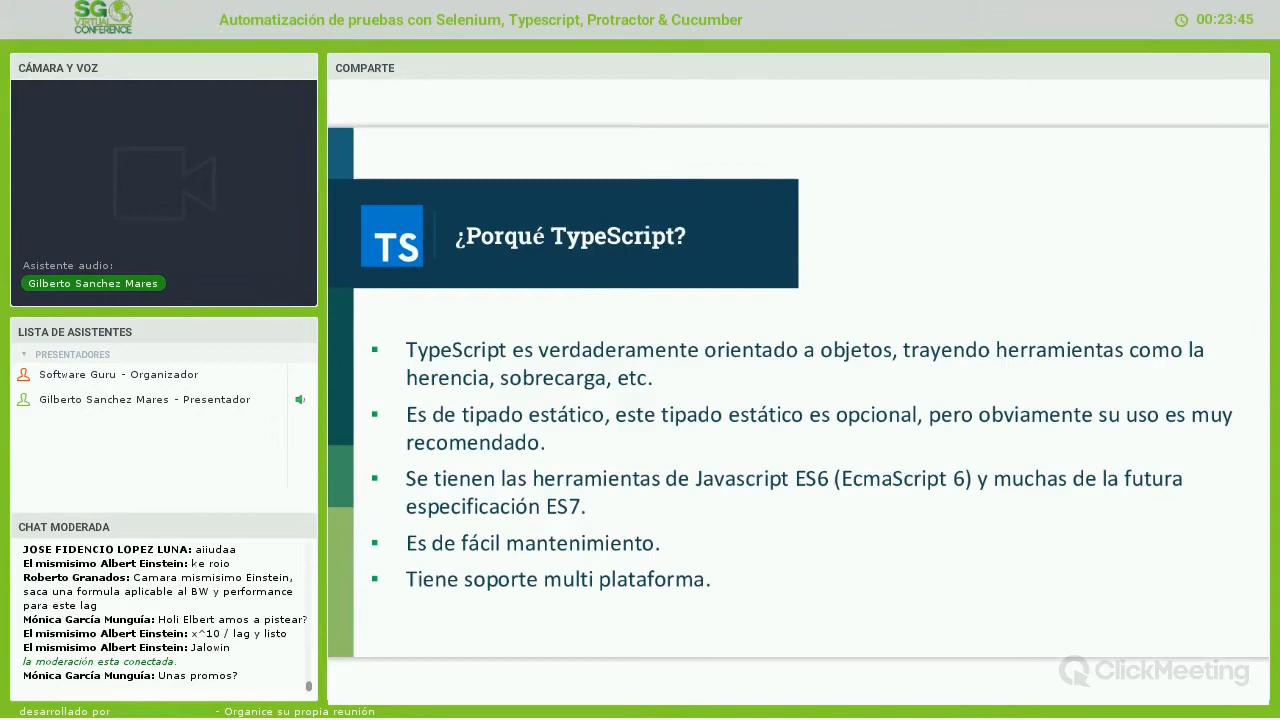 SG
VIRTUAL
CONFERENCE
Automatización de pruebas con Selenium, Typescript, Protractor & Cucumber
00:23:45
CÁMARA Y VOZ
Asistente audio:
Gilberto Sanchez Mares
LISTA DE ASISTENTES
PRESENTADORES
Software Guru - Organizador
Gilberto Sanchez Mares - Presentador
CHAT MODERADA
JOSE FIDENCIO LOPEZ LUNA: aiiudaa
El mismisimo Albert Einstein: ke roio
Roberto Granados: Camara mismisimo Einstein,
saca una formula aplicable al BW y performance
para este lag
Mónica García Munguía: Holi Elbert amos a pistear?
El mismisimo Albert Einstein: x^10 / lag y listo
El mismisimo Albert Einstein: Jalowin
la moderación esta conectada.
Mónica García Munguía: Unas promos?
COMPARTE
TS
¿Porqué TypeScript?
▪ TypeScript es verdaderamente orientado a objetos, trayendo herramientas como la
herencia, sobrecarga, etc.
▪ Es de tipado estático, este tipado estático es opcional, pero obviamente su uso es muy
recomendado.
▪ Se tienen las herramientas de Javascript ES6 (EcmaScript 6) y muchas de la futura
especificación ES7.
▪ Es de fácil mantenimiento.
▪ Tiene soporte multi plataforma.
ClickMeeting
desarrollado por - Organice su propia reunión